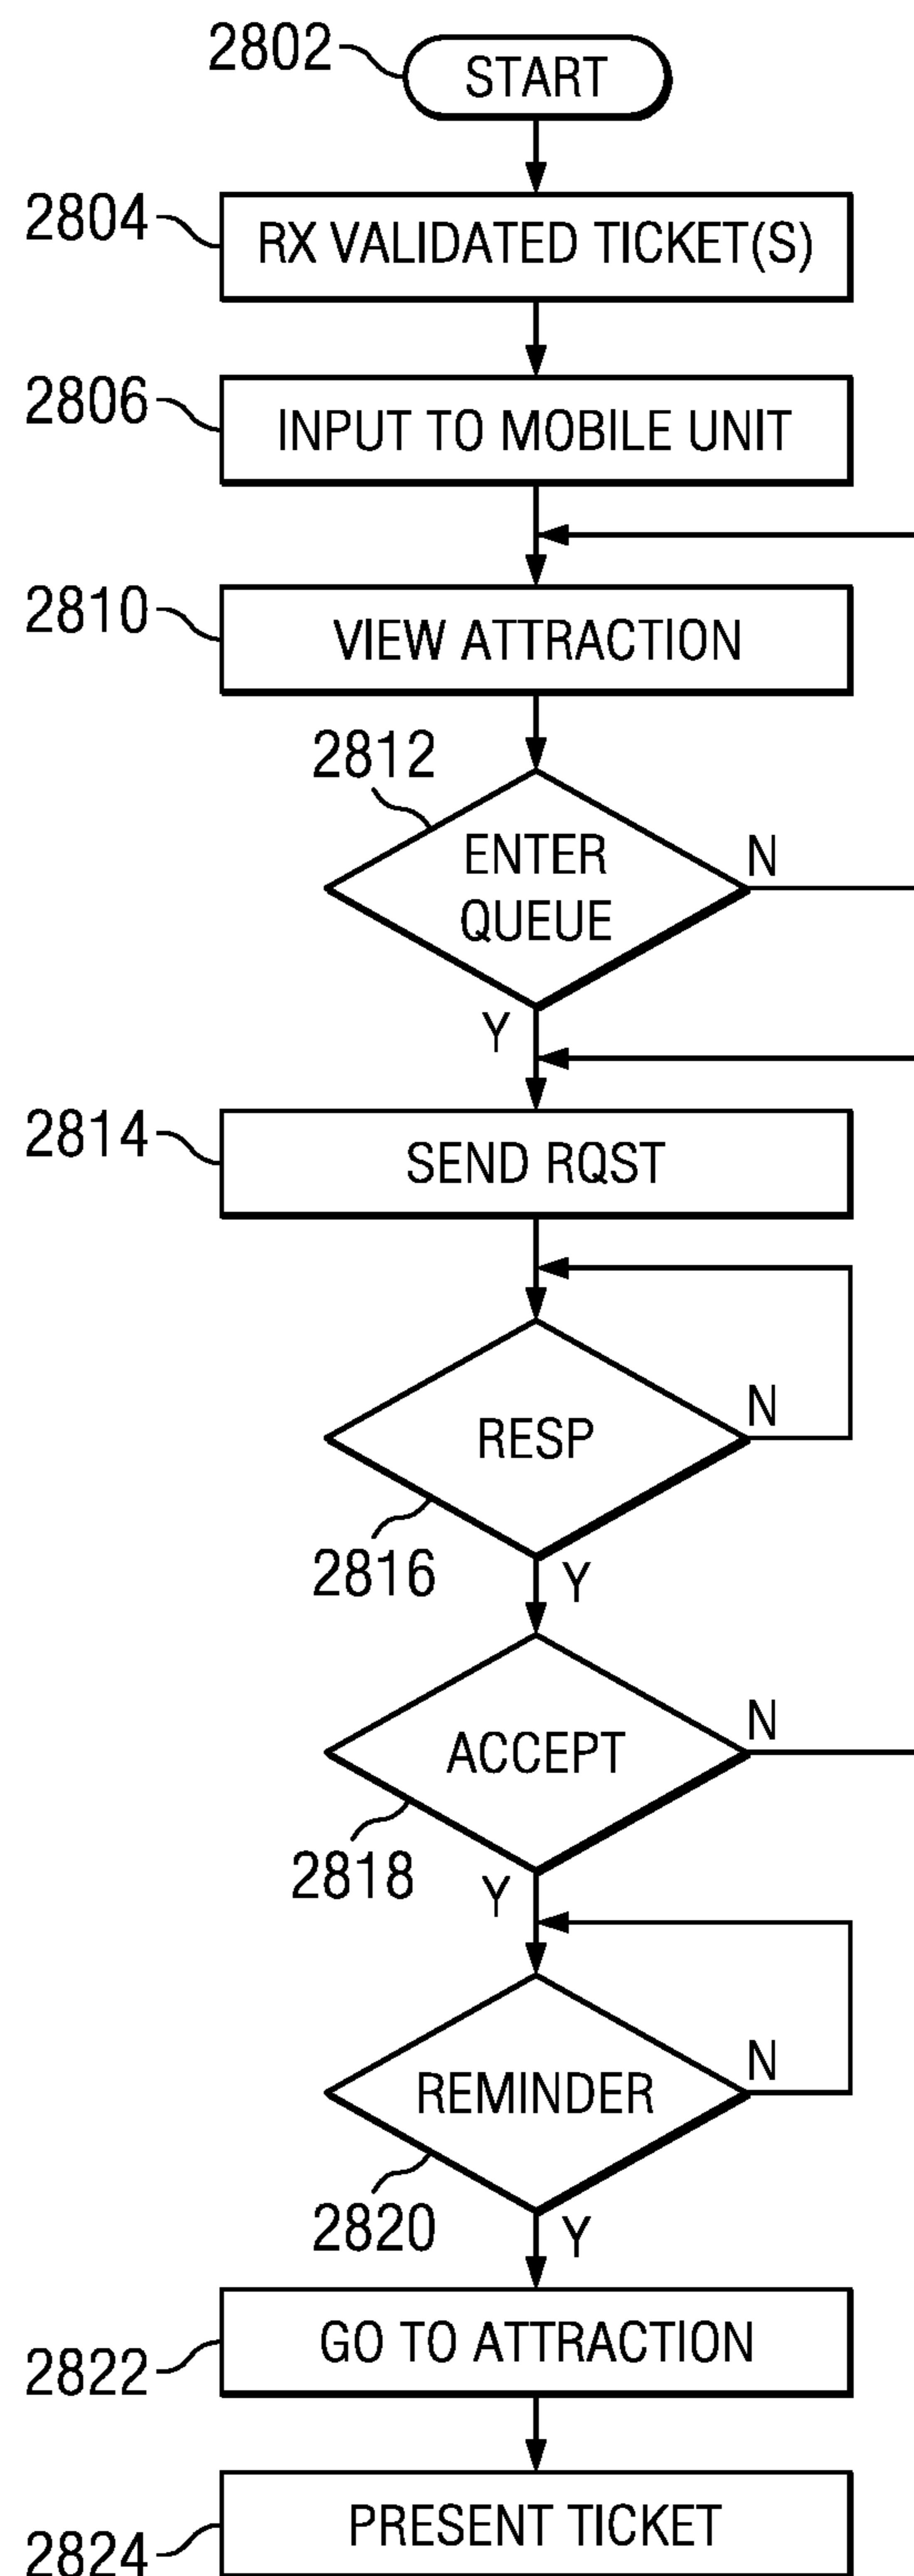 2802
START
2804
RX VALIDATED TICKET(S)
2806
INPUT TO MOBILE UNIT
2810
VIEW ATTRACTION
2812
ENTER
QUEUE
N
Y
2814
SEND RQST
RESP
N
2816
Y
ACCEPT
N
2818
Y
REMINDER
N
2820
Y
GO TO ATTRACTION
2822
PRESENT TICKET
2824